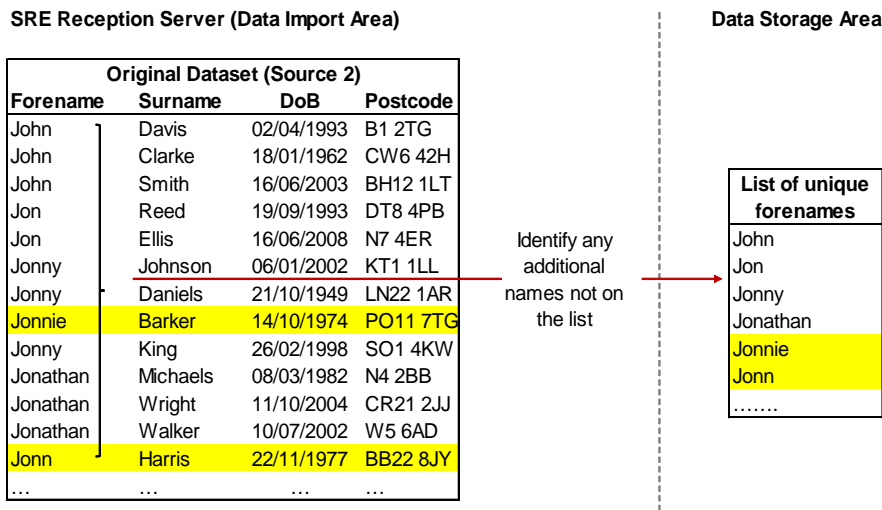 SRE Reception Server (Data Import Area)
Data Storage Area
Original Dataset (Source 2)
Forename Surname DoB Postcode
John Davis 02/04/1993 B1 2TG
John Clarke 18/01/1962 CW6 42H
John Smith 16/06/2003 BH12 1LT
Jon Reed 19/09/1993 DT8 4PB
Jon Ellis 16/06/2008 N7 4ER
Jonny Johnson 06/01/2002 KT1 1LL
Jonny Daniels 21/10/1949 LN22 1AR
Jonnie Barker 14/10/1974 PO11 7TG
Jonny King 26/02/1998 SO1 4KW
Jonathan Michaels 08/03/1982 N4 2BB
Jonathan Wright 11/10/2004 CR21 2JJ
Jonathan Walker 10/07/2002 W5 6AD
Jonn Harris 22/11/1977 BB22 8JY
… … … …
Identify any
additional
names not on
the list
List of unique
forenames
John
Jon
Jonny
Jonathan
Jonnie
Jonn
…….